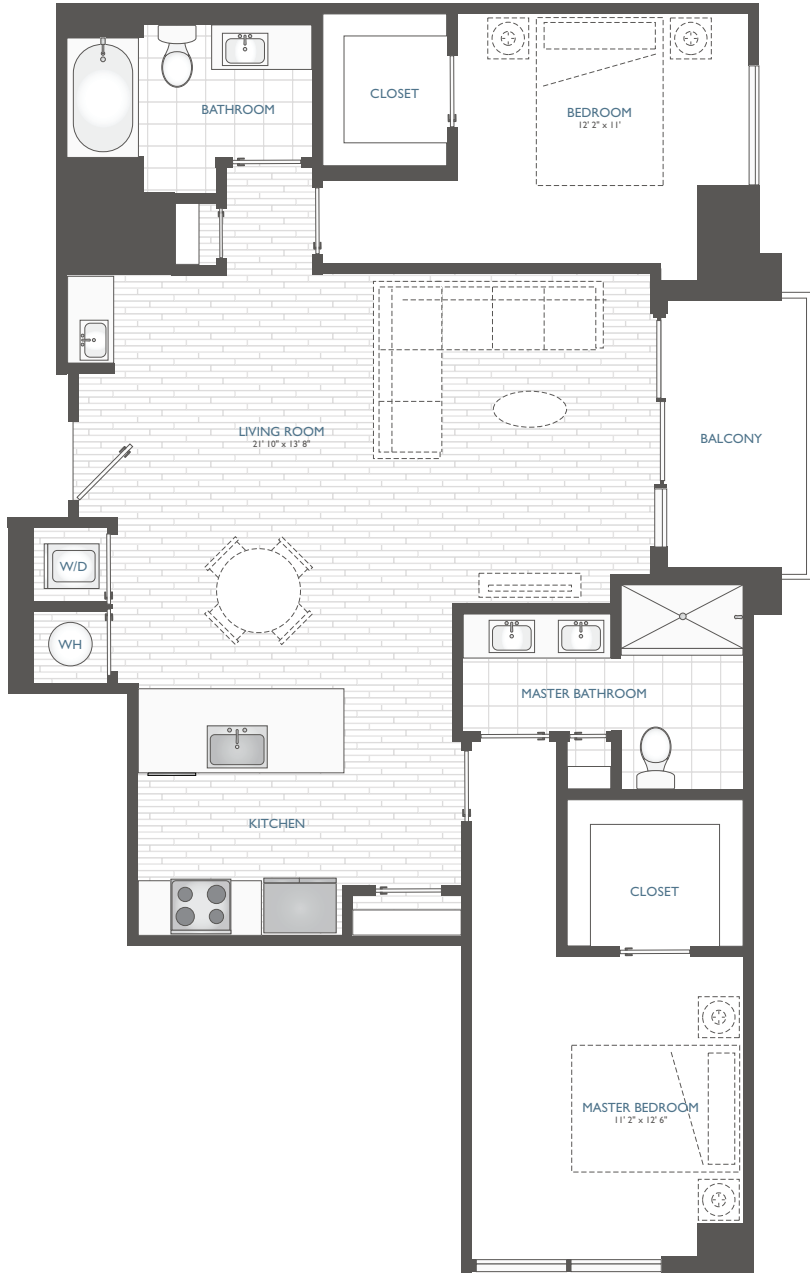 BATHROOM
CLOSET
BEDROOM
12' 2" x 11'
LIVING ROOM
21' 10" x 13' 8"
BALCONY
W/D
WH
MASTER BATHROOM
KITCHEN
CLOSET
MASTER BEDROOM
11' 2" x 12' 6"